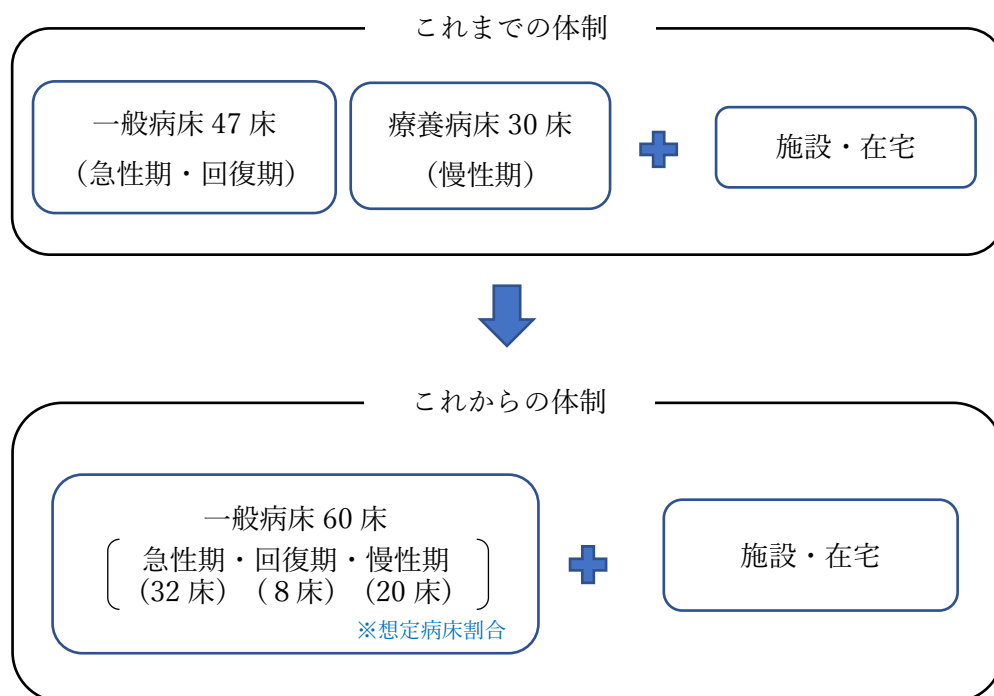 これまでの体制
一般病床 47 床
（急性期・回復期）
療養病床 30 床
（慢性期）
施設・在宅
これからの体制
一般病床 60 床
急性期・回復期・慢性期
（32 床）（８床）（20 床）
※想定病床割合
施設・在宅